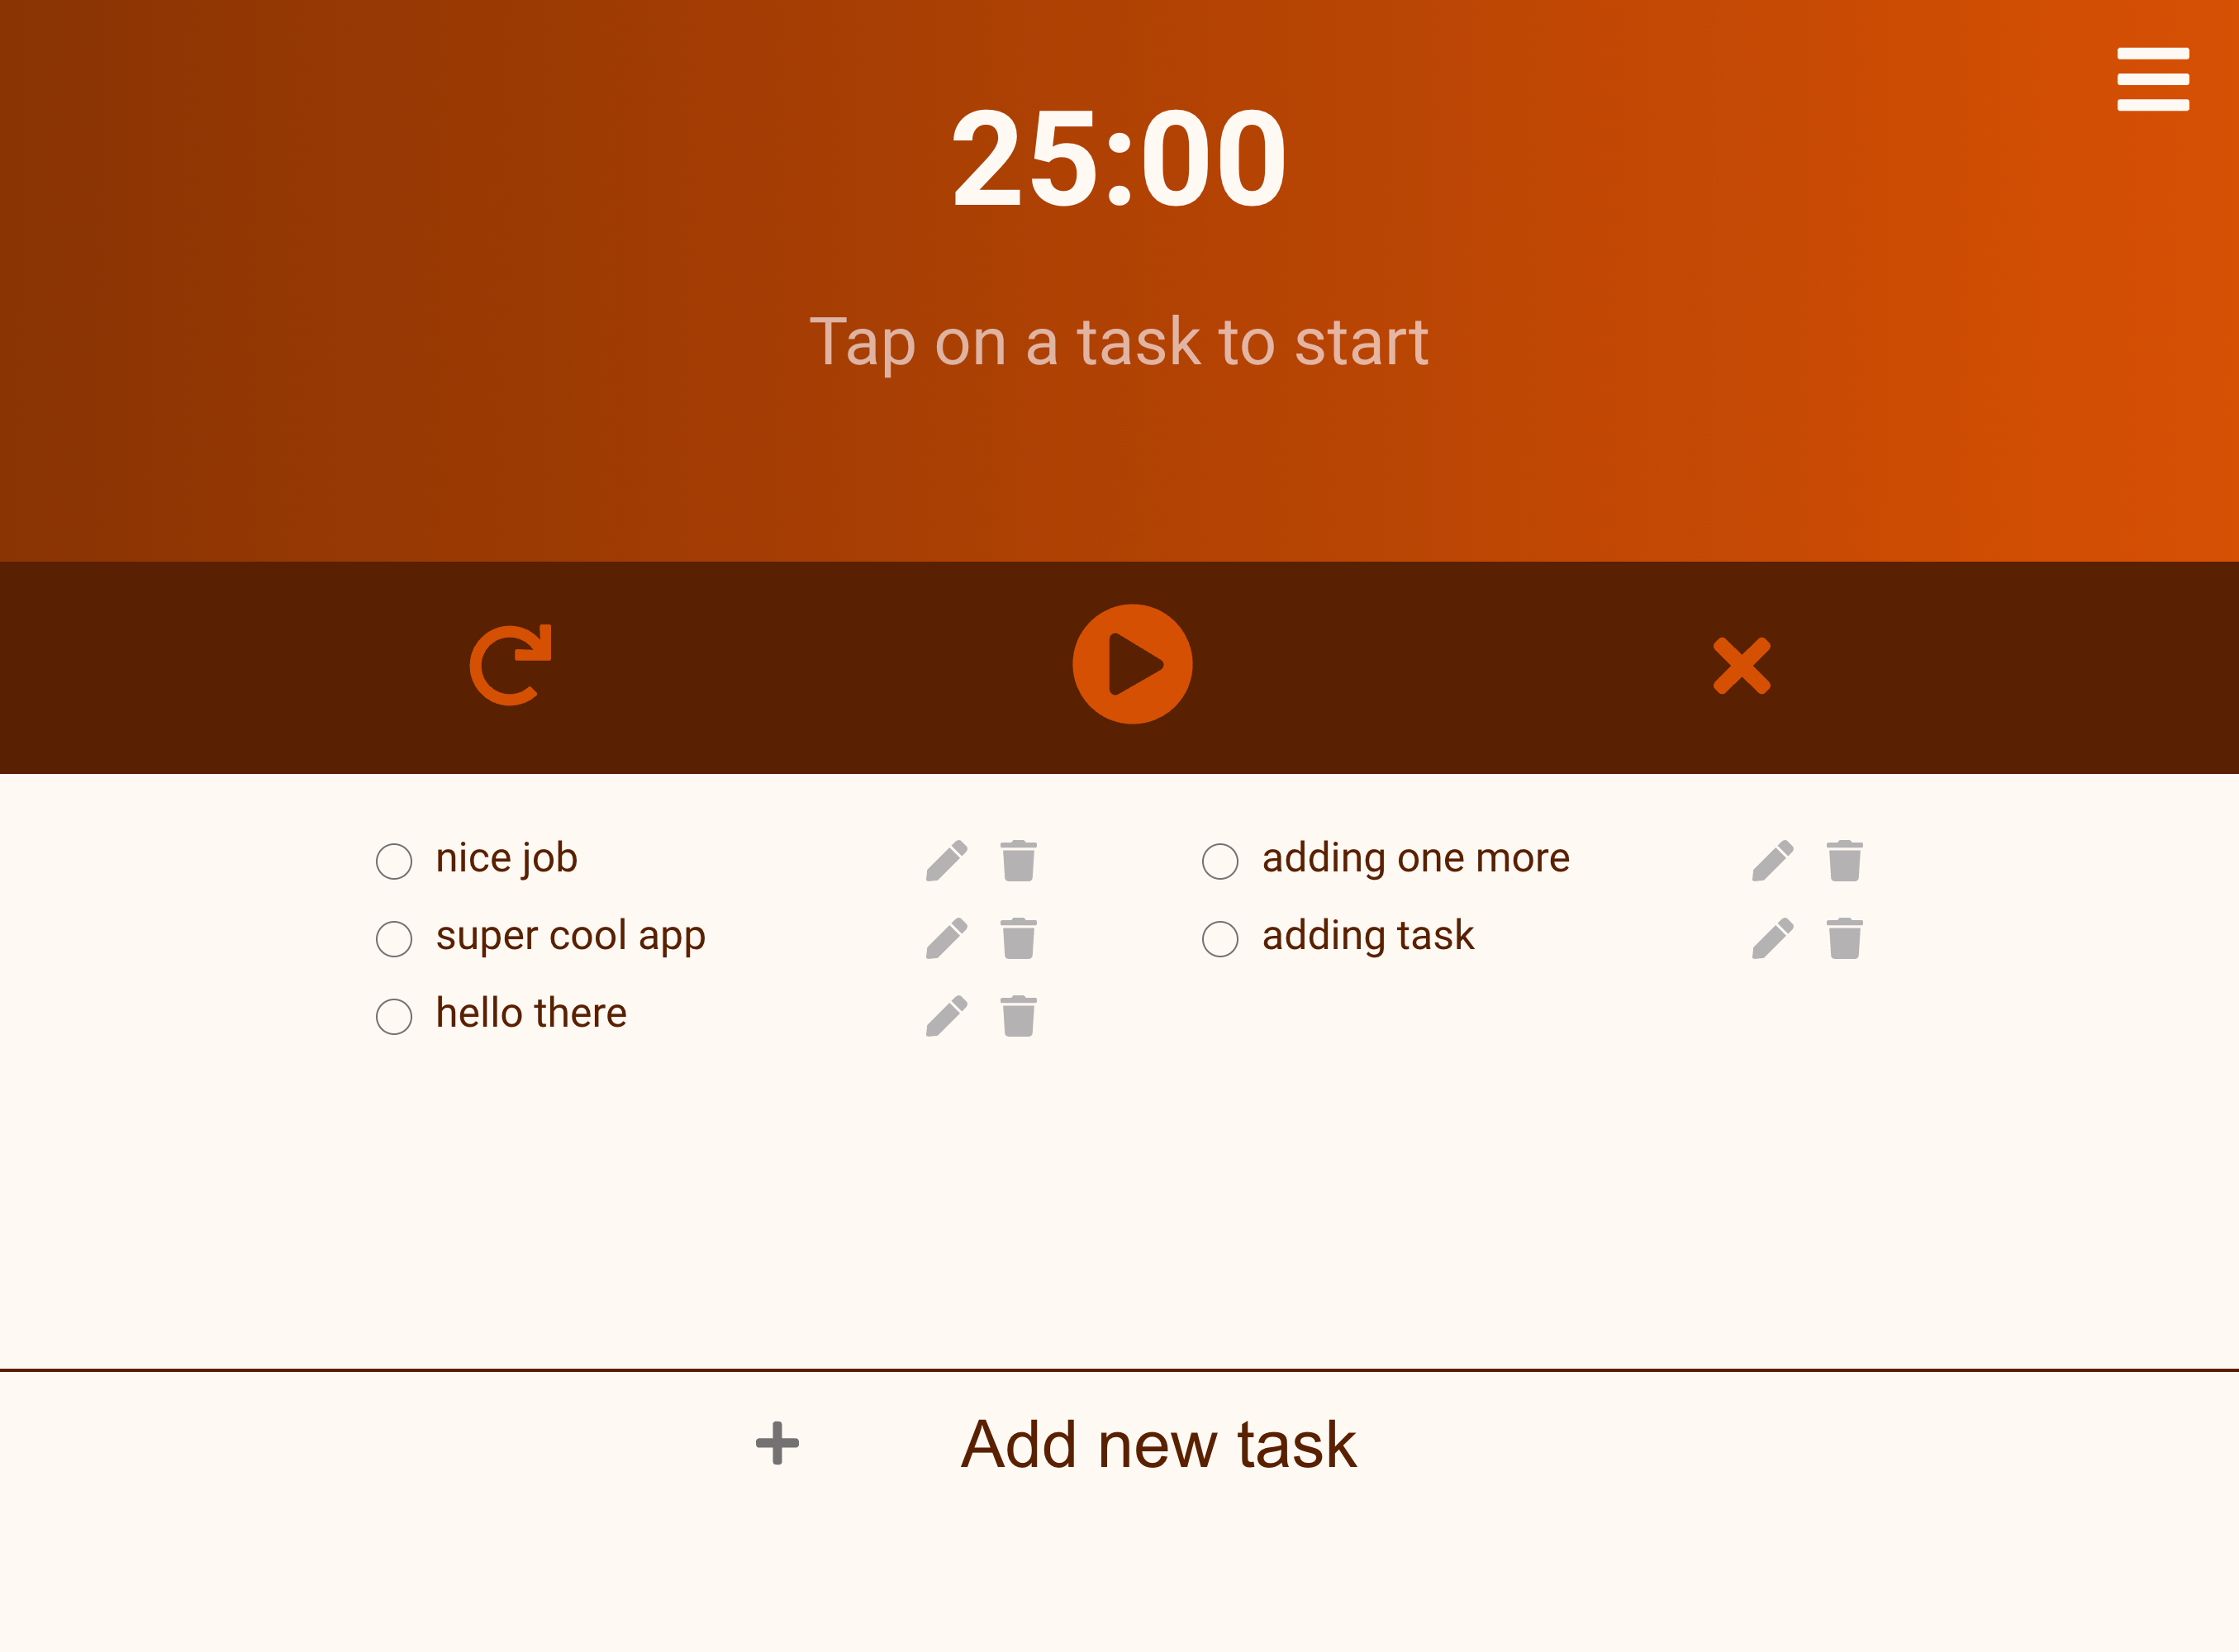 25:00
Tap on a task to start
nice job
adding one more
super cool app
adding task
hello there
Add new task